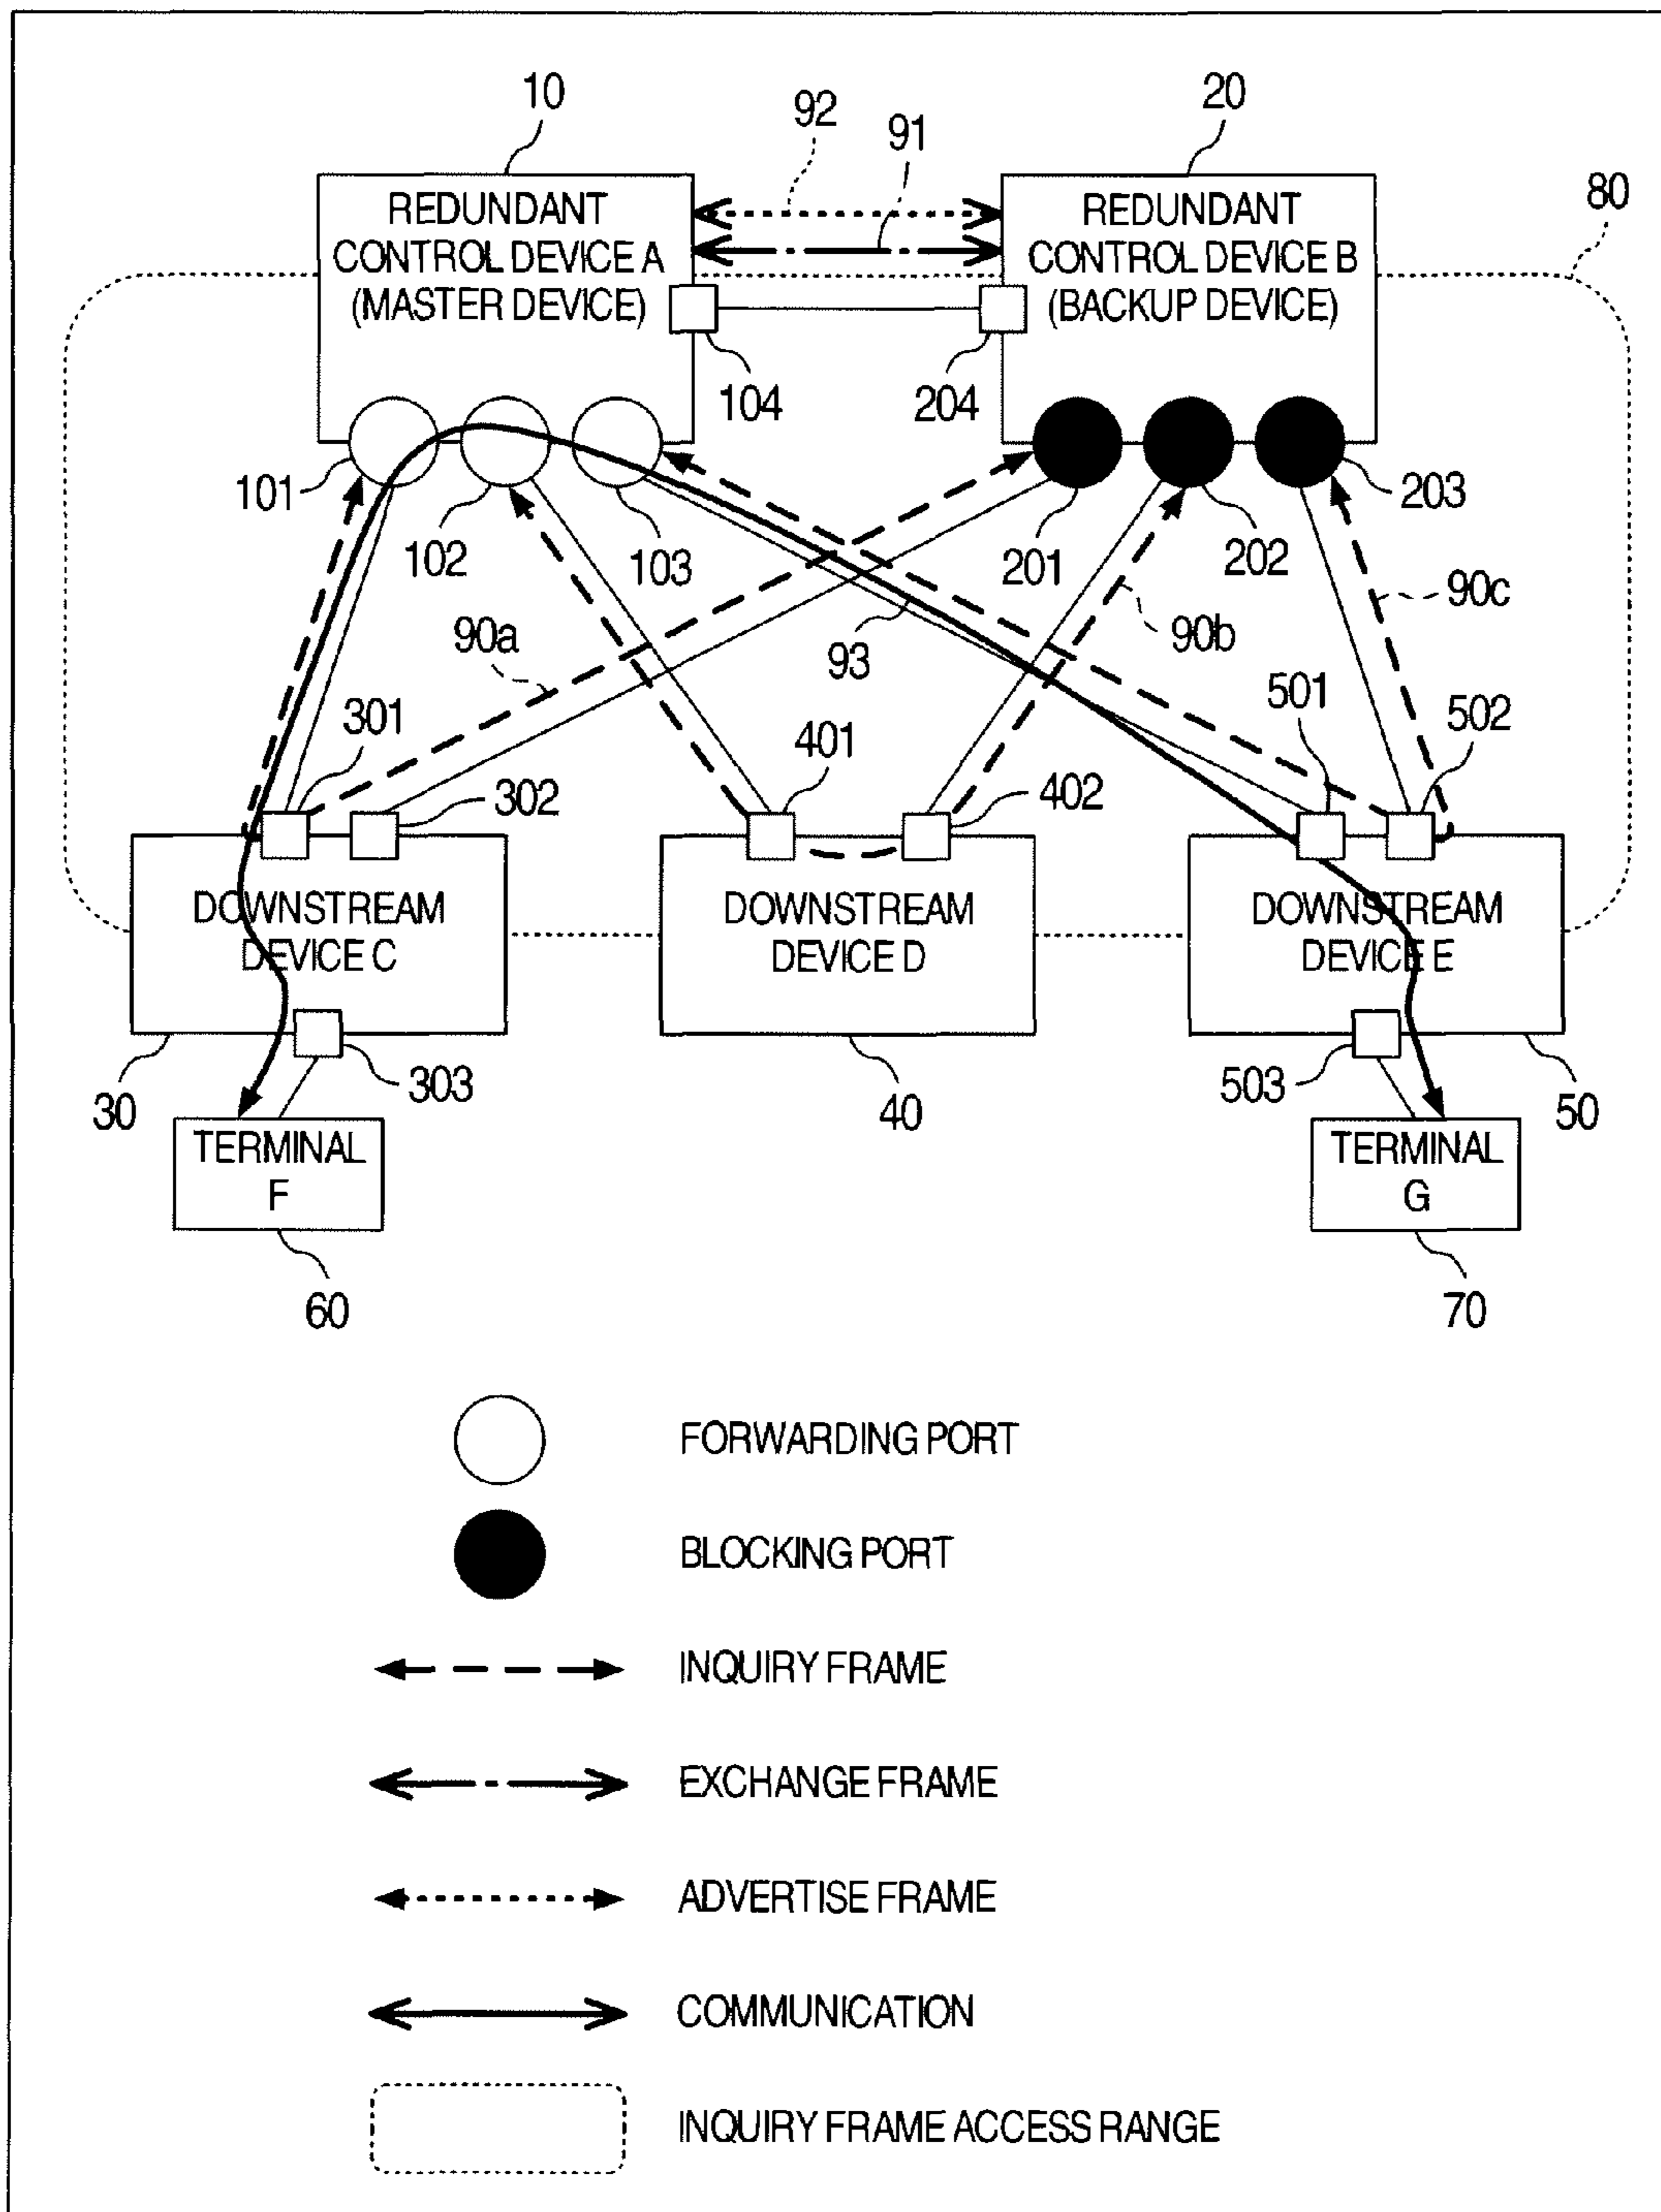 10
92
91
20
80
REDUNDANT
CONTROL DEVICE A
(MASTER DEVICE)
REDUNDANT
CONTROL DEVICE B
(BACKUP DEVICE)
104
204
101
102
103
201
202
203
90a
93
90b
90c
301
302
401
402
501
502
DOWNSTREAM
DEVICE C
DOWNSTREAM
DEVICE D
DOWNSTREAM
DEVICE E
30
303
40
503
50
TERMINAL
F
TERMINAL
G
60
70
FORWARDING PORT
BLOCKING PORT
INQUIRY FRAME
EXCHANGE FRAME
ADVERTISE FRAME
COMMUNICATION
INQUIRY FRAME ACCESS RANGE